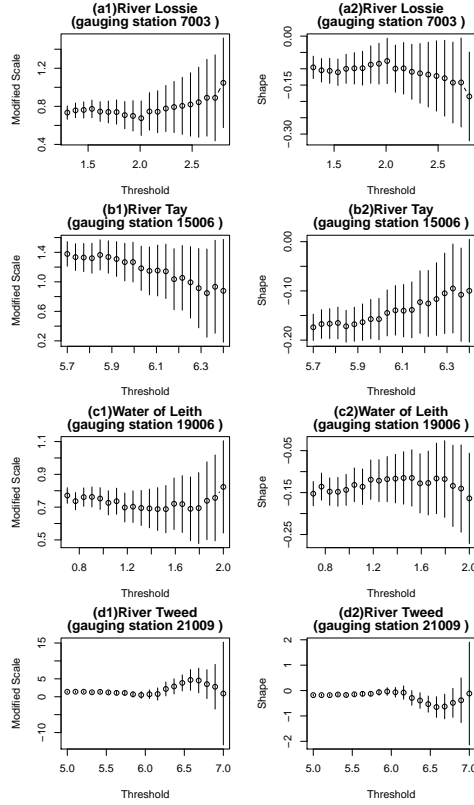 (a1)River Lossie
(gauging station 7003 )
Modified Scale
1.2
0.8
0.4
1.5 2.0 2.5
Threshold
(a2)River Lossie
(gauging station 7003 )
Shape
0.00
−0.15
−0.30
1.5 2.0 2.5
Threshold
(b1)River Tay
(gauging station 15006 )
Modified Scale
1.4
1.0
0.6
0.2
5.7 5.9 6.1 6.3
Threshold
(b2)River Tay
(gauging station 15006 )
Shape
0.00
−0.10
−0.20
5.7 5.9 6.1 6.3
Threshold
(c1)Water of Leith
(gauging station 19006 )
Modified Scale
1.1
0.9
0.7
0.5
0.8 1.2 1.6 2.0
Threshold
(c2)Water of Leith
(gauging station 19006 )
Shape
−0.05
−0.15
−0.25
0.8 1.2 1.6 2.0
Threshold
(d1)River Tweed
(gauging station 21009 )
Modified Scale
15
5
0
−10
5.0 5.5 6.0 6.5 7.0
Threshold
(d2)River Tweed
(gauging station 21009 )
Shape
2
1
0
−1
−2
5.0 5.5 6.0 6.5 7.0
Threshold